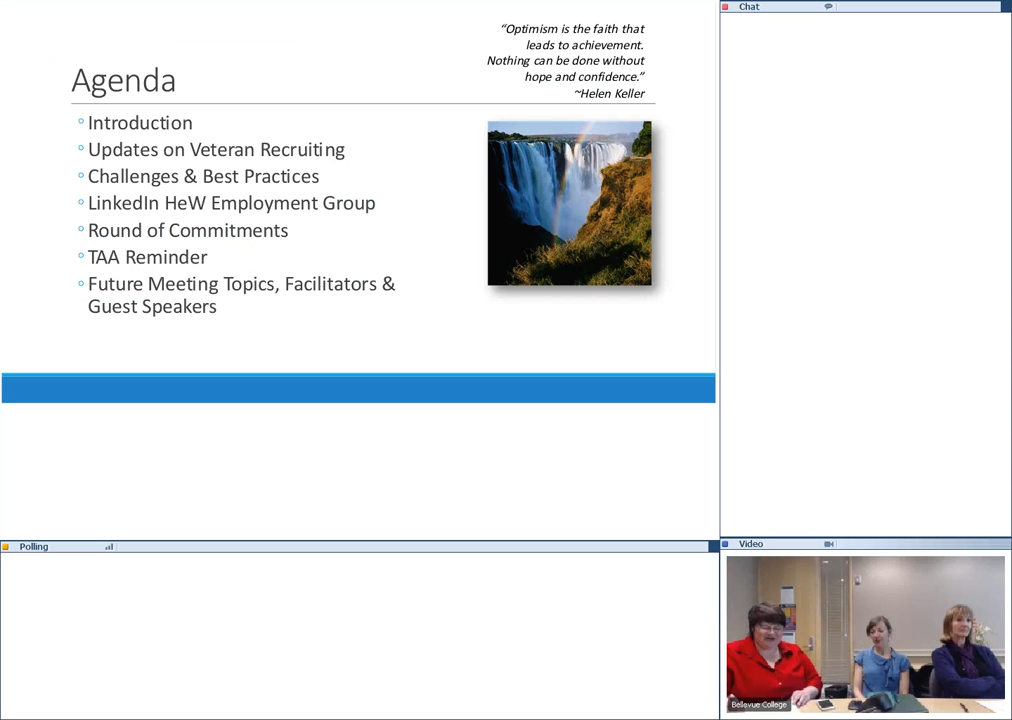 “Optimism is the faith that
leads to achievement.
Nothing can be done without
hope and confidence.”
~Helen Keller
Agenda
Introduction
Updates on Veteran Recruiting
Challenges & Best Practices
LinkedIn HeW Employment Group
Round of Commitments
TAA Reminder
Future Meeting Topics, Facilitators &
Guest Speakers
Chat
Polling
Video
Bellevue College